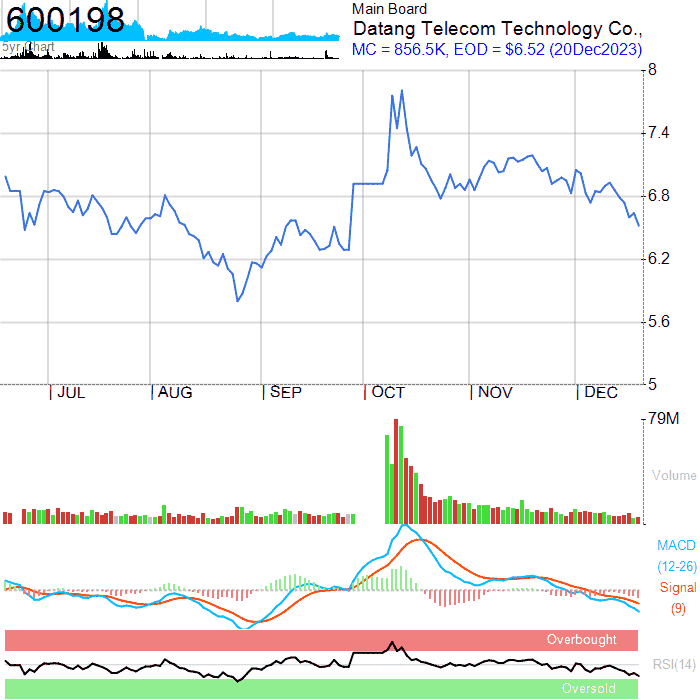 600198
5yr Chart
Main Board
Datang Telecom Technology Co.,
MC = 856.5K, EOD = $6.52 (20Dec2023)
8
7.4
6.8
6.2
5.6
5
JUL AUG SEP OCT NOV DEC
79M
Volume
MACD
(12-26)
Signal
(9)
Overbought
RSI(14)
Oversold